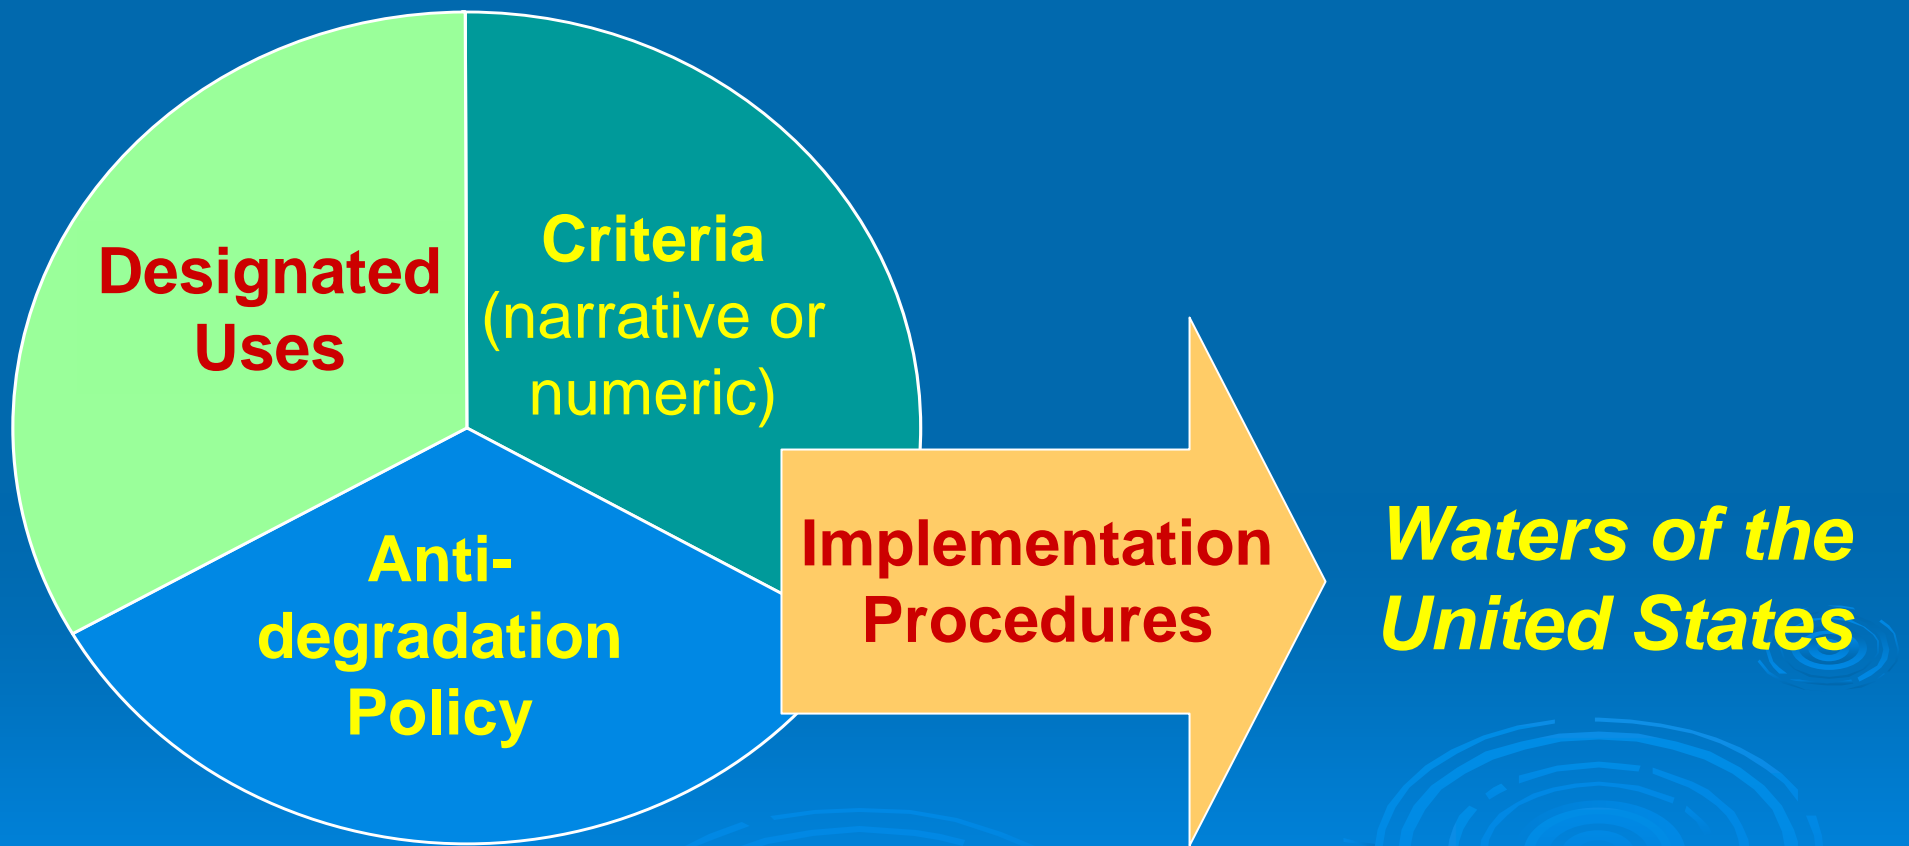 Designated
Uses
Criteria
(narrative or
numeric)
Anti-
degradation
Policy
Implementation
Procedures
Waters of the
United States